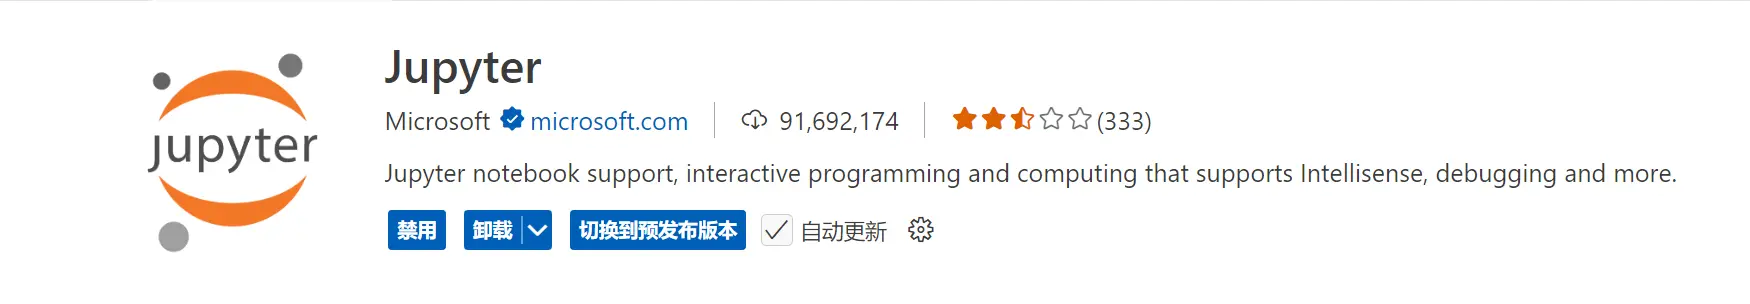 Jupyter
jupyter
Microsoft microsoft.com 91,692,174 (333)
Jupyter notebook support, interactive programming and computing that supports Intellisense, debugging and more.
禁用 卸载 切换到预发布版本 自动更新